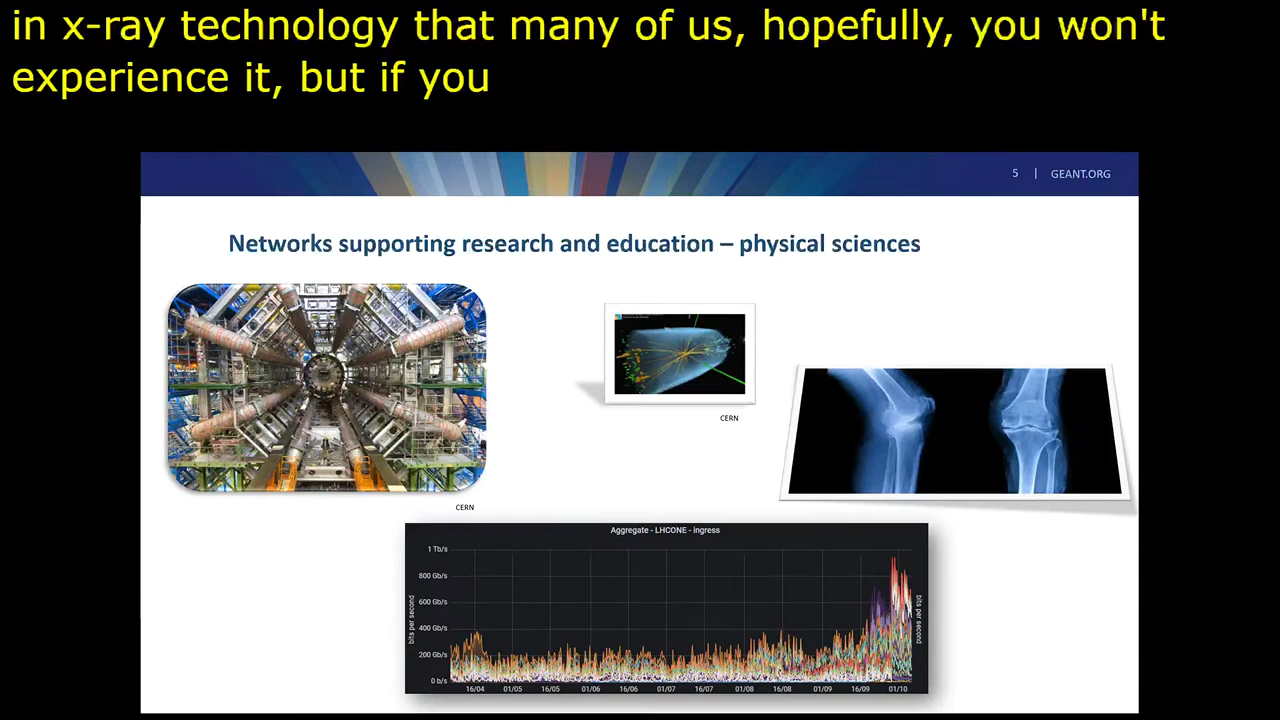 in x-ray technology that many of us, hopefully, you won't
experience it, but if you
5 | GEANT.ORG
Networks supporting research and education – physical sciences
CERN
CERN
Aggregate - LHCONE - ingress
1 Tb/s
800 Gb/s
600 Gb/s
400 Gb/s
200 Gb/s
0 b/s
bits per second
bits per second
16/04 01/05 16/05 01/06 16/06 01/07 16/07 01/08 16/08 01/09 16/09 01/10